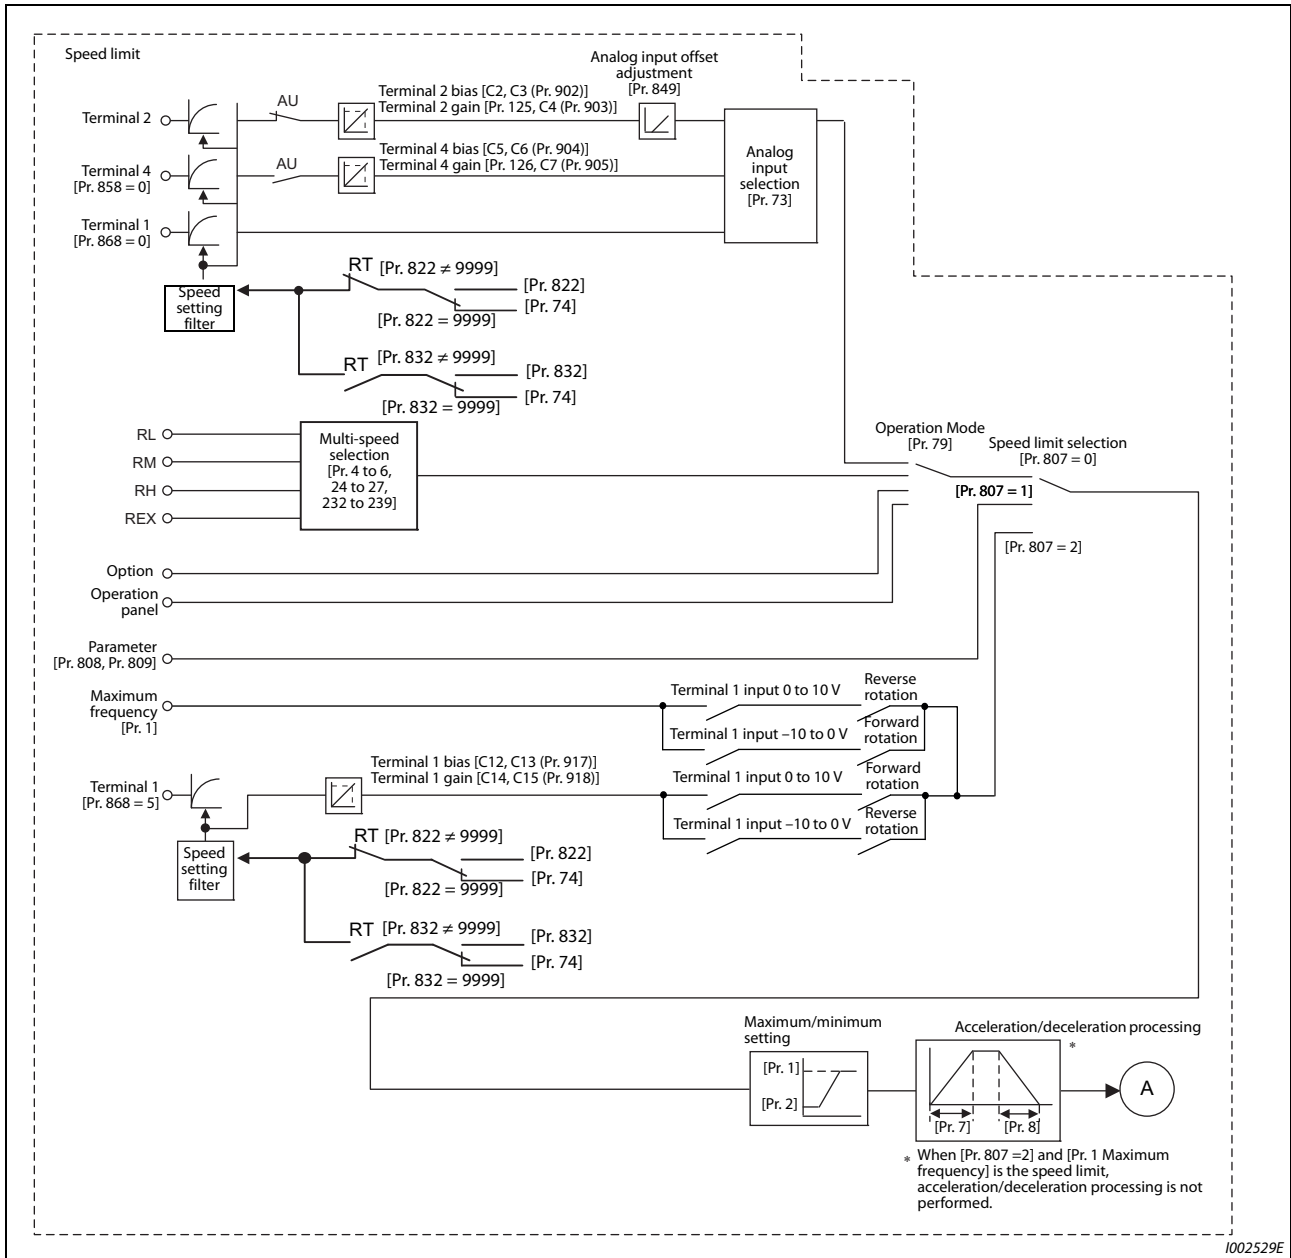 Speed limit
Analog input offset
adjustment
[Pr. 849]
Terminal 2
AU
Terminal 2 bias [C2, C3 (Pr. 902)]
Terminal 2 gain [Pr. 125, C4 (Pr. 903)]
Terminal 4
[Pr. 858 = 0]
AU
Terminal 4 bias [C5, C6 (Pr. 904)]
Terminal 4 gain [Pr. 126, C7 (Pr. 905)]
Analog
input
selection
[Pr. 73]
Terminal 1
[Pr. 868 = 0]
Speed
setting
filter
RT [Pr. 822 ≠ 9999]
[Pr. 822]
[Pr. 74]
[Pr. 822 = 9999]
RT [Pr. 832 ≠ 9999]
[Pr. 832]
[Pr. 74]
[Pr. 832 = 9999]
RL
RM
RH
REX
Multi-speed
selection
[Pr. 4 to 6,
24 to 27,
232 to 239]
Operation Mode
[Pr. 79]
Speed limit selection
[Pr. 807 = 0]
[Pr. 807 = 1]
[Pr. 807 = 2]
Option
Operation
panel
Parameter
[Pr. 808, Pr. 809]
Maximum
frequency
[Pr. 1]
Terminal 1 input 0 to 10 V
Reverse
rotation
Terminal 1 input –10 to 0 V
Forward
rotation
Terminal 1
[Pr. 868 = 5]
Terminal 1 bias [C12, C13 (Pr. 917)]
Terminal 1 gain [C14, C15 (Pr. 918)]
Terminal 1 input 0 to 10 V
Forward
rotation
Terminal 1 input –10 to 0 V
Reverse
rotation
Speed
setting
filter
RT [Pr. 822 ≠ 9999]
[Pr. 822]
[Pr. 74]
[Pr. 822 = 9999]
RT [Pr. 832 ≠ 9999]
[Pr. 832]
[Pr. 74]
[Pr. 832 = 9999]
Maximum/minimum
setting
[Pr. 1]
[Pr. 2]
Acceleration/deceleration processing
*
[Pr. 7]
[Pr. 8]
A
* When [Pr. 807 =2] and [Pr. 1 Maximum
frequency] is the speed limit,
acceleration/deceleration processing is not
performed.
I002529E